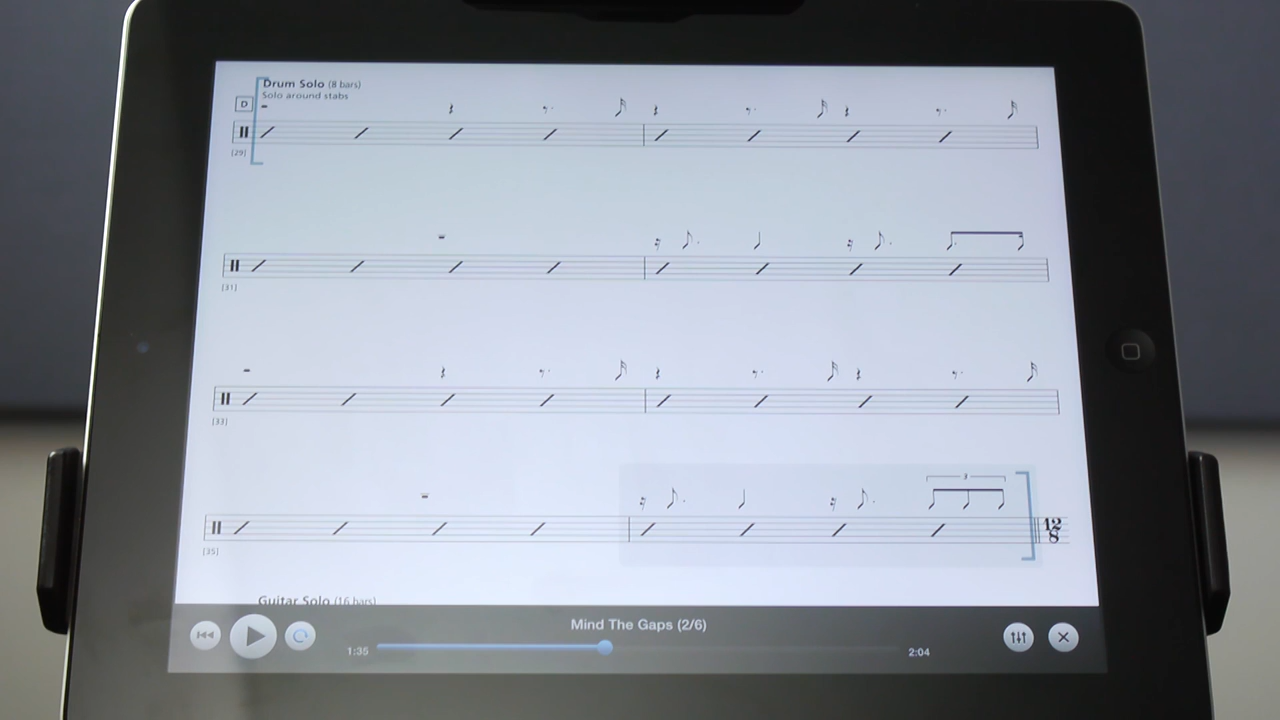 Drum Solo (8 bars)
Solo around stabs
D
[29]
[31]
[33]
3
[35]
12
8
Guitar Solo (16 bars)
Mind The Gaps (2/6)
1:35
2:04